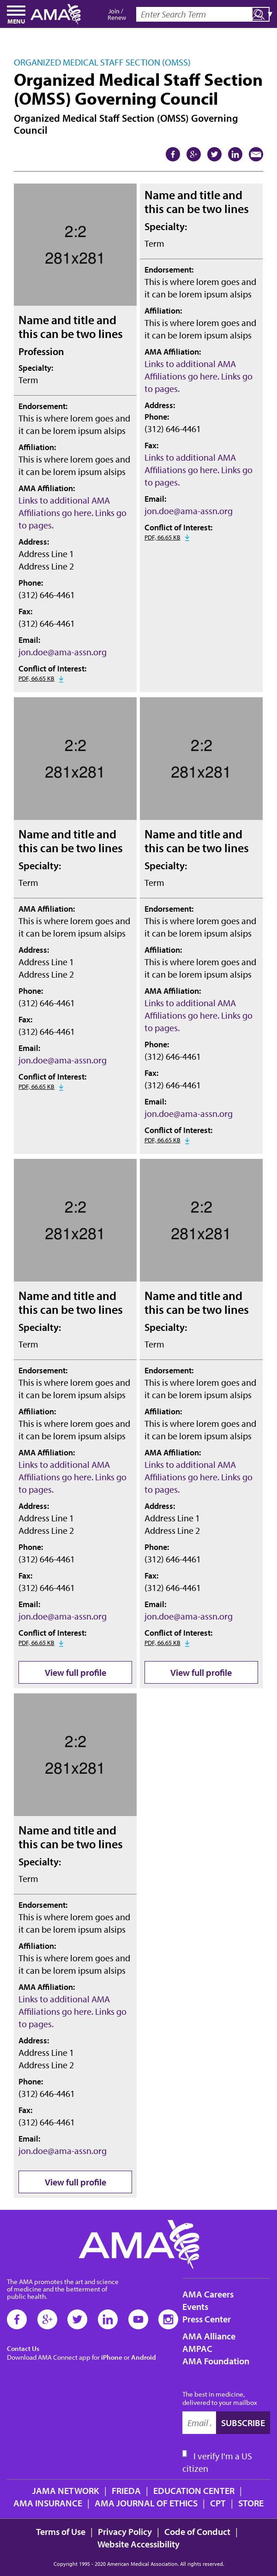 MENU
AMA
Join /
Renew
Enter Search Term
ORGANIZED MEDICAL STAFF SECTION (OMSS)
Organized Medical Staff Section
(OMSS) Governing Council
Organized Medical Staff Section (OMSS) Governing
Council
2:2
281x281
Name and title and
this can be two lines
Profession
Specialty:
Term
Endorsement:
This is where lorem goes and
it can be lorem ipsum alsips
Affiliation:
This is where lorem goes and
it can be lorem ipsum alsips
AMA Affiliation:
Links to additional AMA
Affiliations go here. Links go
to pages.
Address:
Address Line 1
Address Line 2
Phone:
(312) 646-4461
Fax:
(312) 646-4461
Email:
jon.doe@ama-assn.org
Conflict of Interest:
PDF, 66.65 KB
Name and title and
this can be two lines
Specialty:
Term
Endorsement:
This is where lorem goes and
it can be lorem ipsum alsips
Affiliation:
This is where lorem goes and
it can be lorem ipsum alsips
AMA Affiliation:
Links to additional AMA
Affiliations go here. Links go
to pages.
Address:
Phone:
(312) 646-4461
Fax:
Links to additional AMA
Affiliations go here. Links go
to pages.
Email:
jon.doe@ama-assn.org
Conflict of Interest:
PDF, 66.65 KB
2:2
281x281
Name and title and
this can be two lines
Specialty:
Term
AMA Affiliation:
This is where lorem goes and
it can be lorem ipsum alsips
Address:
Address Line 1
Address Line 2
Phone:
(312) 646-4461
Fax:
(312) 646-4461
Email:
jon.doe@ama-assn.org
Conflict of Interest:
PDF, 66.65 KB
2:2
281x281
Name and title and
this can be two lines
Specialty:
Term
Endorsement:
This is where lorem goes and
it can be lorem ipsum alsips
Affiliation:
This is where lorem goes and
it can be lorem ipsum alsips
AMA Affiliation:
Links to additional AMA
Affiliations go here. Links go
to pages.
Phone:
(312) 646-4461
Fax:
(312) 646-4461
Email:
jon.doe@ama-assn.org
Conflict of Interest:
PDF, 66.65 KB
2:2
281x281
Name and title and
this can be two lines
Specialty:
Term
Endorsement:
This is where lorem goes and
it can be lorem ipsum alsips
Affiliation:
This is where lorem goes and
it can be lorem ipsum alsips
AMA Affiliation:
Links to additional AMA
Affiliations go here. Links go
to pages.
Address:
Address Line 1
Address Line 2
Phone:
(312) 646-4461
Fax:
(312) 646-4461
Email:
jon.doe@ama-assn.org
Conflict of Interest:
PDF, 66.65 KB
View full profile
2:2
281x281
Name and title and
this can be two lines
Specialty:
Term
Endorsement:
This is where lorem goes and
it can be lorem ipsum alsips
Affiliation:
This is where lorem goes and
it can be lorem ipsum alsips
AMA Affiliation:
Links to additional AMA
Affiliations go here. Links go
to pages.
Address:
Address Line 1
Address Line 2
Phone:
(312) 646-4461
Fax:
(312) 646-4461
Email:
jon.doe@ama-assn.org
Conflict of Interest:
PDF, 66.65 KB
View full profile
2:2
281x281
Name and title and
this can be two lines
Specialty:
Term
Endorsement:
This is where lorem goes and
it can be lorem ipsum alsips
Affiliation:
This is where lorem goes and
it can be lorem ipsum alsips
AMA Affiliation:
Links to additional AMA
Affiliations go here. Links go
to pages.
Address:
Address Line 1
Address Line 2
Phone:
(312) 646-4461
Fax:
(312) 646-4461
Email:
jon.doe@ama-assn.org
View full profile
AMA
The AMA promotes the art and science
of medicine and the betterment of
public health.
Contact Us
Download AMA Connect app for iPhone or Android
AMA Careers
Events
Press Center
AMA Alliance
AMPAC
AMA Foundation
The best in medicine,
delivered to your mailbox
Email . SUBSCRIBE
I verify I'm a US
citizen
JAMA NETWORK | FRIEDA | EDUCATION CENTER |
AMA INSURANCE | AMA JOURNAL OF ETHICS | CPT | STORE
Terms of Use | Privacy Policy | Code of Conduct |
Website Accessibility
Copyright 1995 - 2020 American Medical Association. All rights reserved.